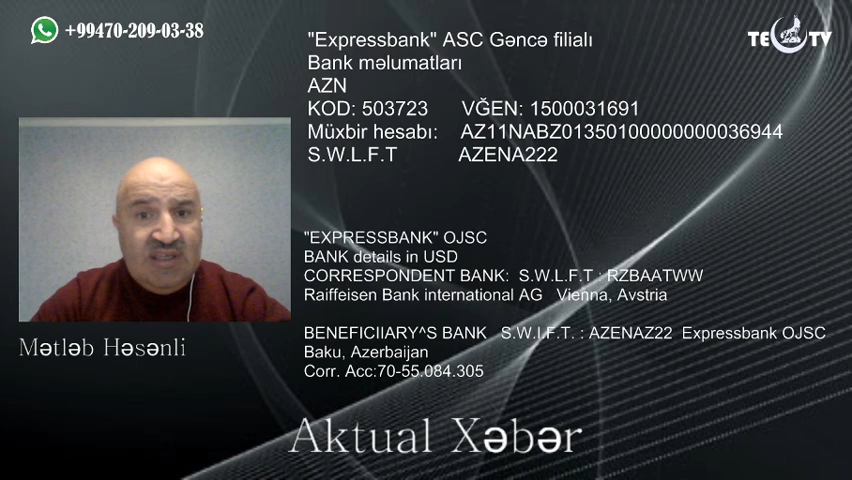 +99470-209-03-38
TE TV
"Expressbank" ASC Gəncə filialı
Bank məlumatları
AZN
KOD: 503723 VĞEN: 1500031691
Müxbir hesabı: AZ11NABZ01350100000000036944
S.W.L.F.T AZENA222
"EXPRESSBANK" OJSC
BANK details in USD
CORRESPONDENT BANK: S.W.L.F.T : RZBAATWW
Raiffeisen Bank international AG Vienna, Avstria
BENEFICIIARY^S BANK S.W.I.F.T. : AZENAZ22 Expressbank OJSC
Baku, Azerbaijan
Corr. Acc:70-55.084.305
Mətləb Həsənli
Aktual Xəbər